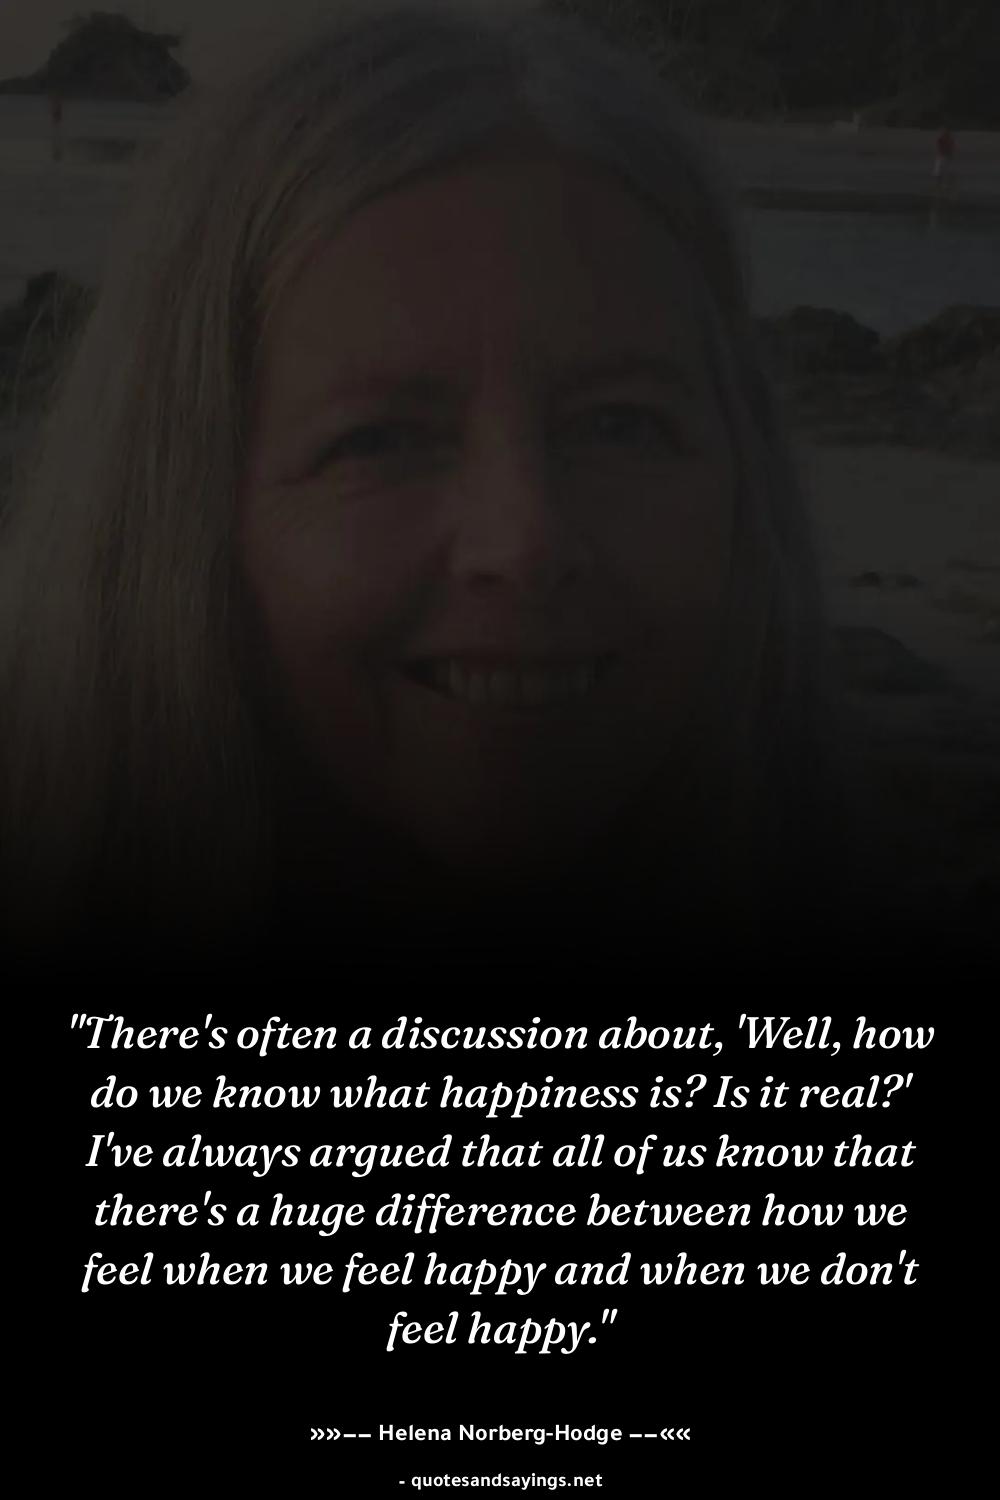 "There's often a discussion about, 'Well, how
do we know what happiness is? Is it real?'
I've always argued that all of us know that
there's a huge difference between how we
feel when we feel happy and when we don't
feel happy."
»»–– Helena Norberg-Hodge ––««
- quotesandsayings.net